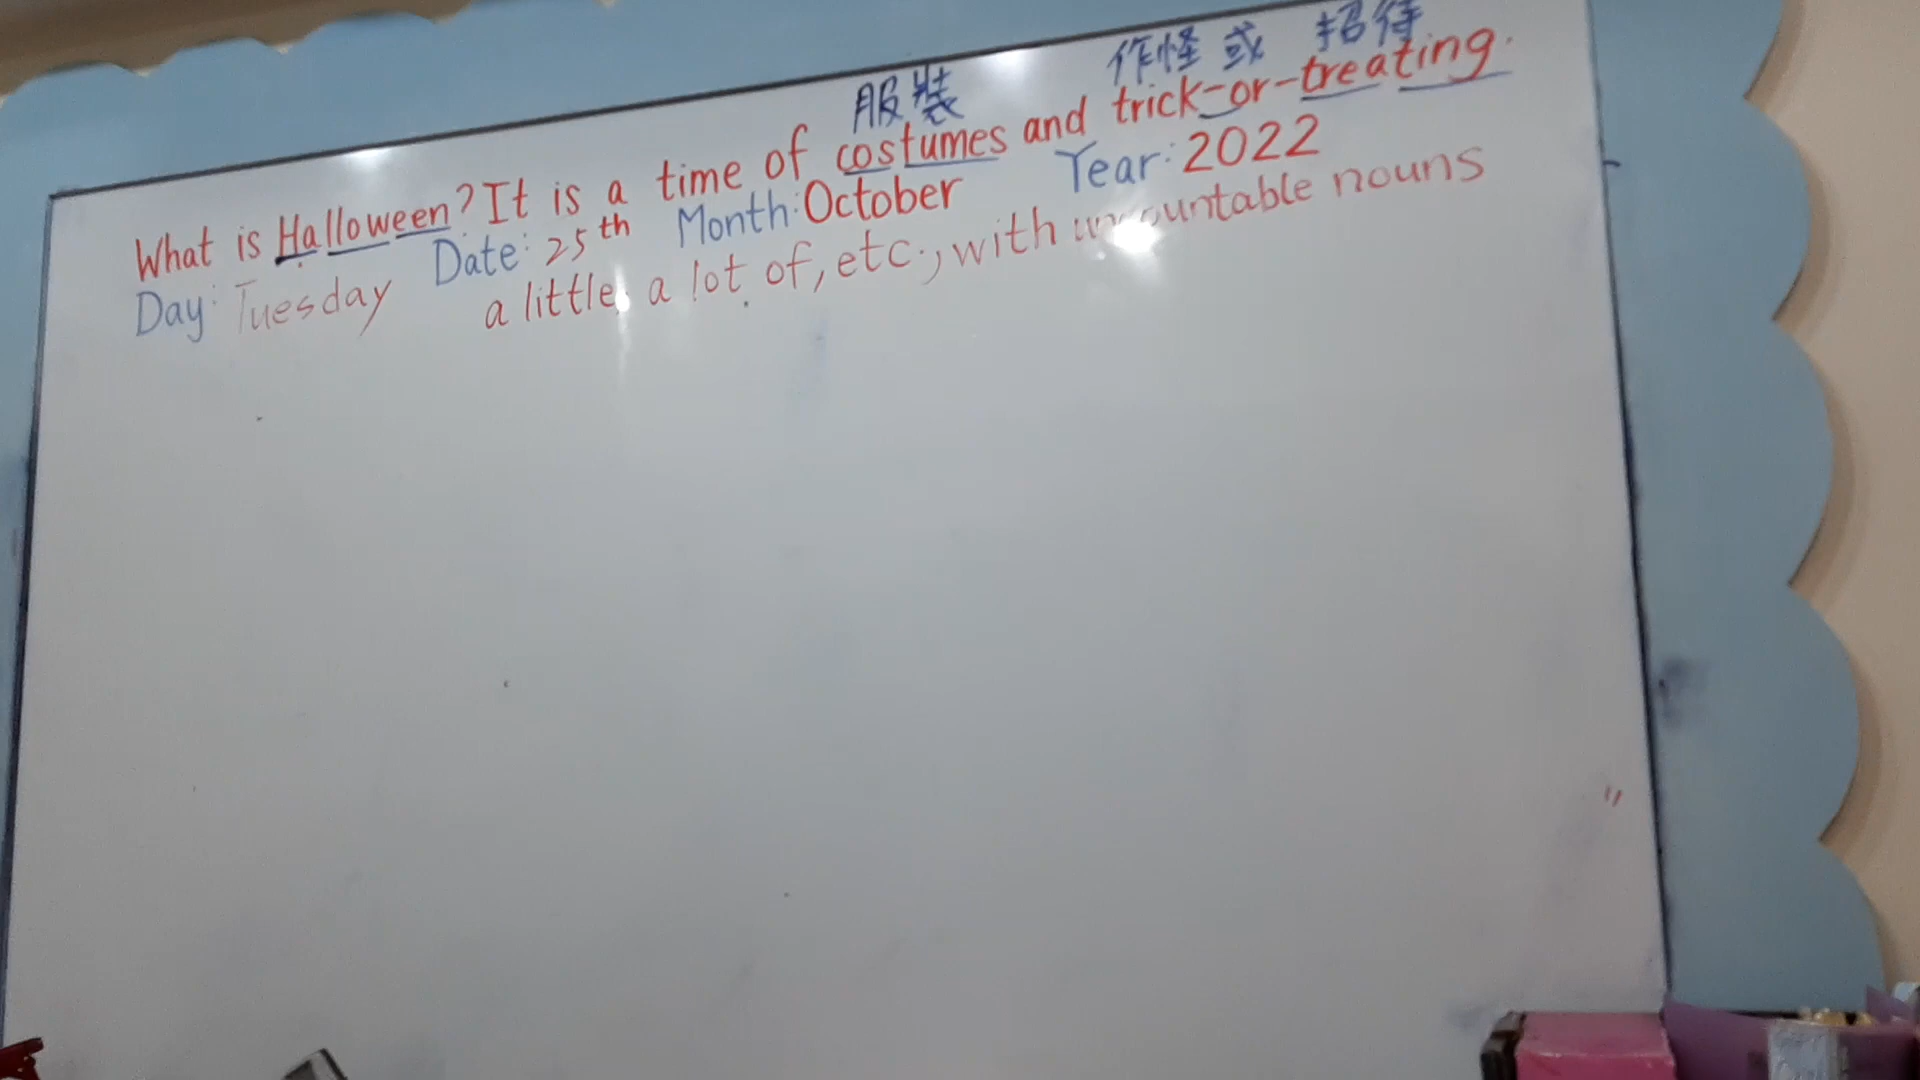 服裝 作怪 或 招待
What is Halloween? It is a time of costumes and trick-or-treating.
Day: Tuesday Date: 25th Month: October Year: 2022
a little, a lot of, etc., with uncountable nouns